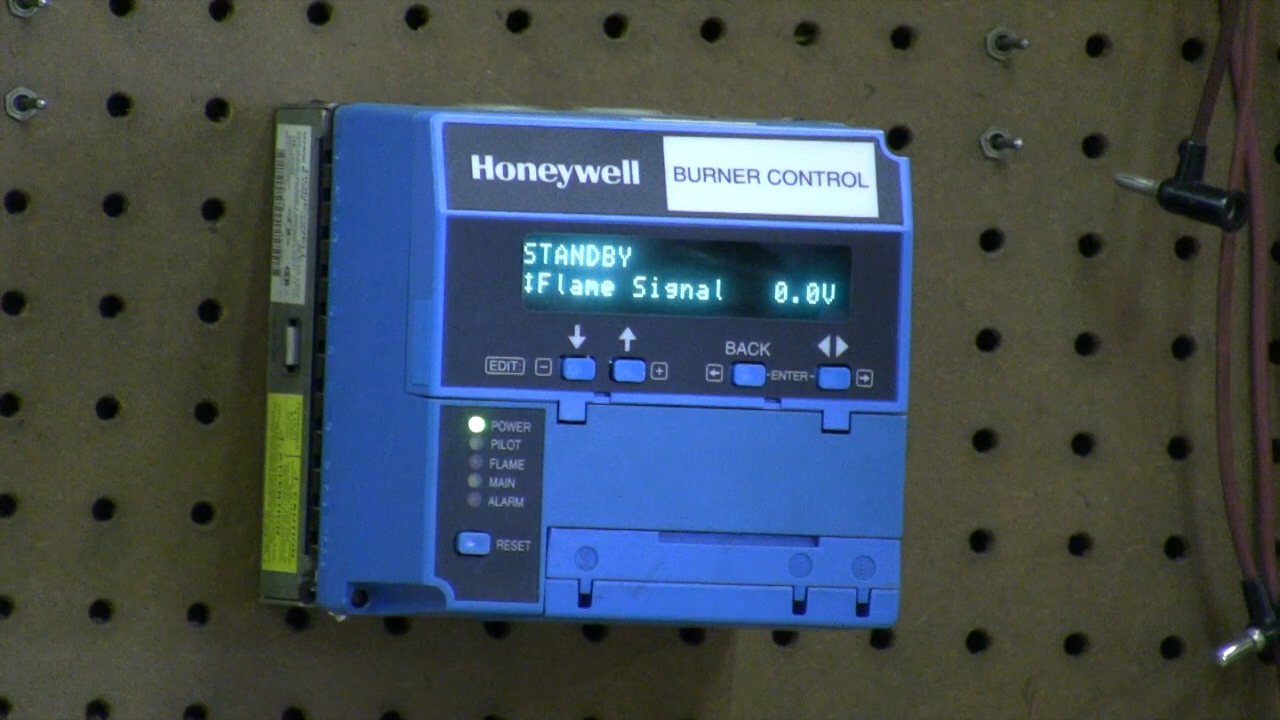 Honeywell
BURNER CONTROL
STANDBY
↕Flame Signal 0.0V
BACK
EDIT: - + ← -ENTER- →
POWER
PILOT
FLAME
MAIN
ALARM
RESET